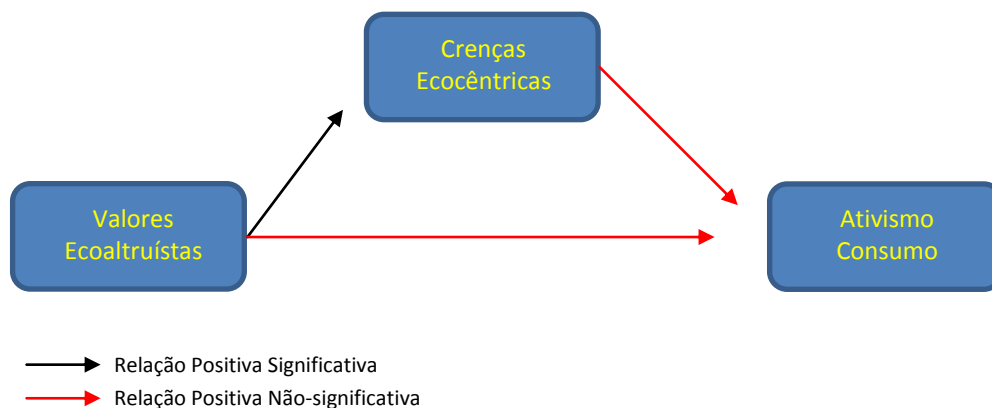 Crenças
Ecocêntricas
Valores
Ecoaltruístas
Ativismo
Consumo
Relação Positiva Significativa
Relação Positiva Não-significativa